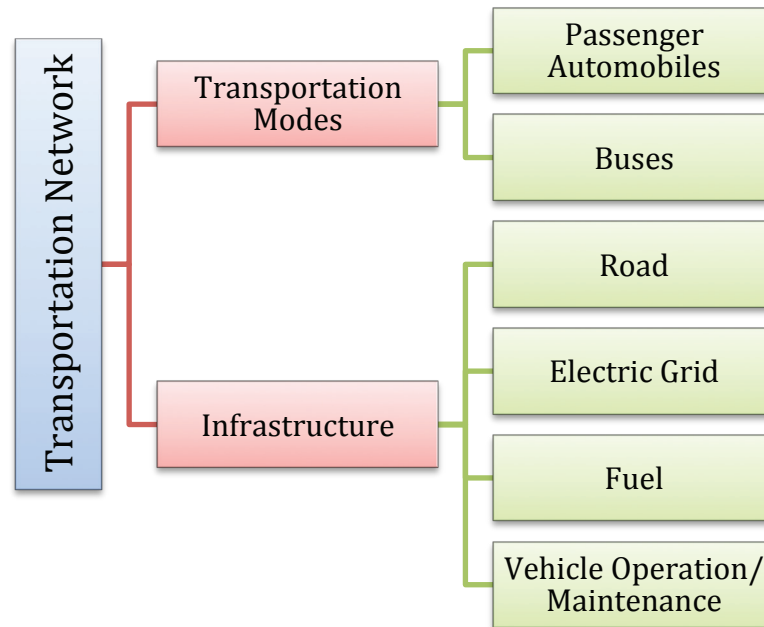 Transportation Network
Transportation
Modes
Passenger
Automobiles
Buses
Infrastructure
Road
Electric Grid
Fuel
Vehicle Operation/
Maintenance